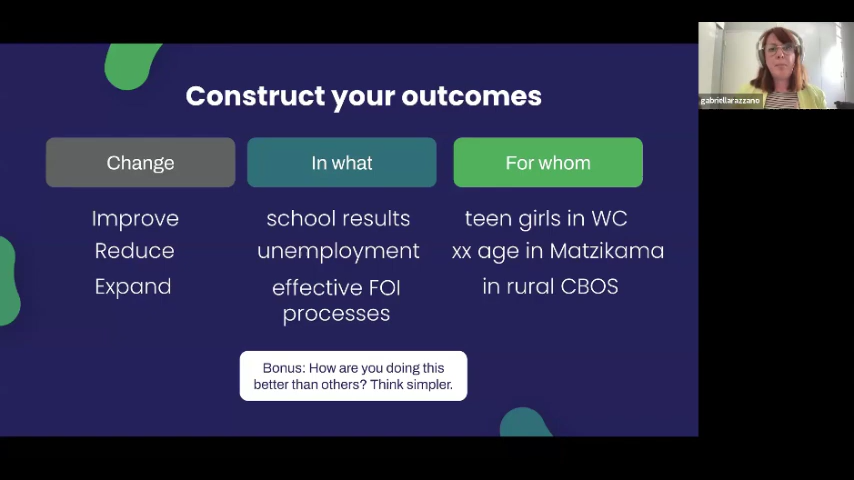 Construct your outcomes
Change
In what
For whom
Improve
school results
teen girls in WC
Reduce
unemployment
xx age in Matzikama
Expand
effective FOI
processes
in rural CBOS
Bonus: How are you doing this
better than others? Think simpler.
gabriellarazzano